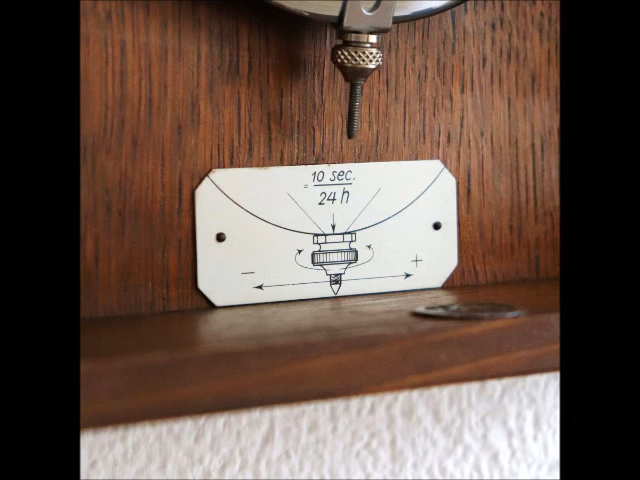 = 10 sec.
24 h
− +